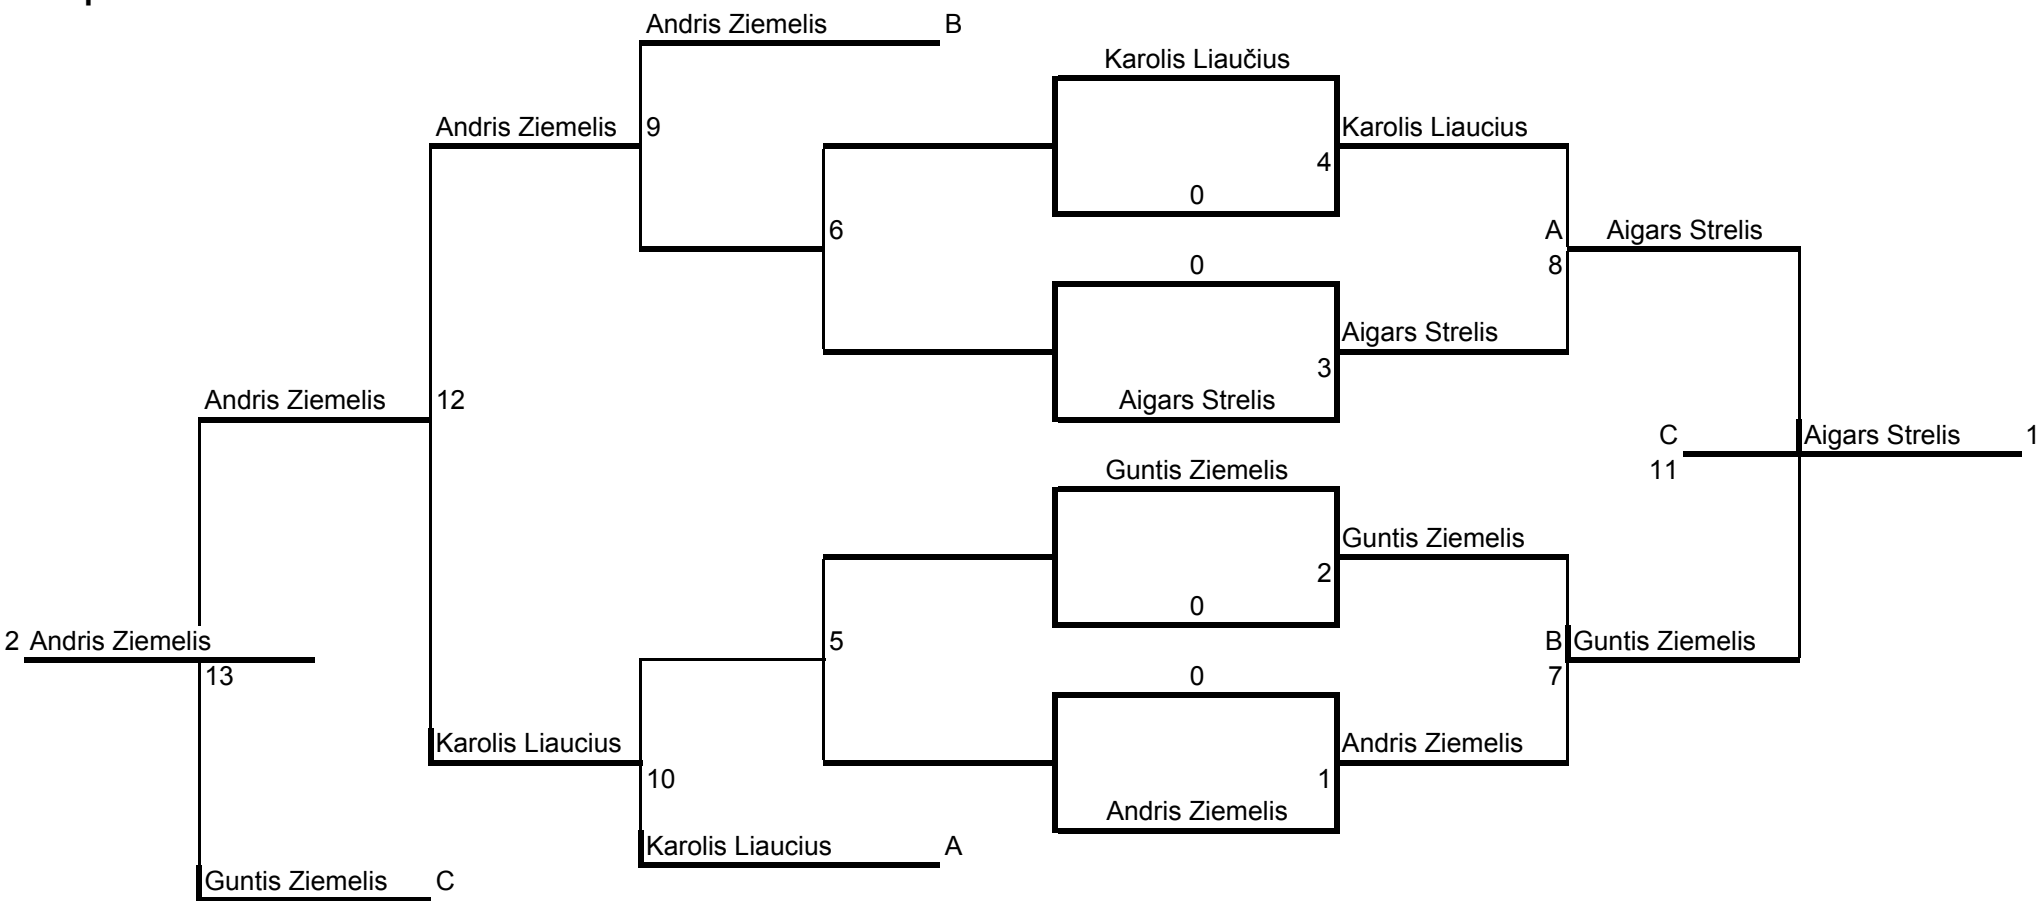 Andris Ziemelis B
Karolis Liaučius
Andris Ziemelis 9 Karolis Liaucius
4
0
6 A Aigars Strelis
0 8
Aigars Strelis
3
Andris Ziemelis 12 Aigars Strelis
C Aigars Strelis 1
Guntis Ziemelis 11
Guntis Ziemelis
2
0
2 Andris Ziemelis 5 B Guntis Ziemelis
13 0 7
Karolis Liaucius Andris Ziemelis
10 1
Andris Ziemelis
Karolis Liaucius A
Guntis Ziemelis C